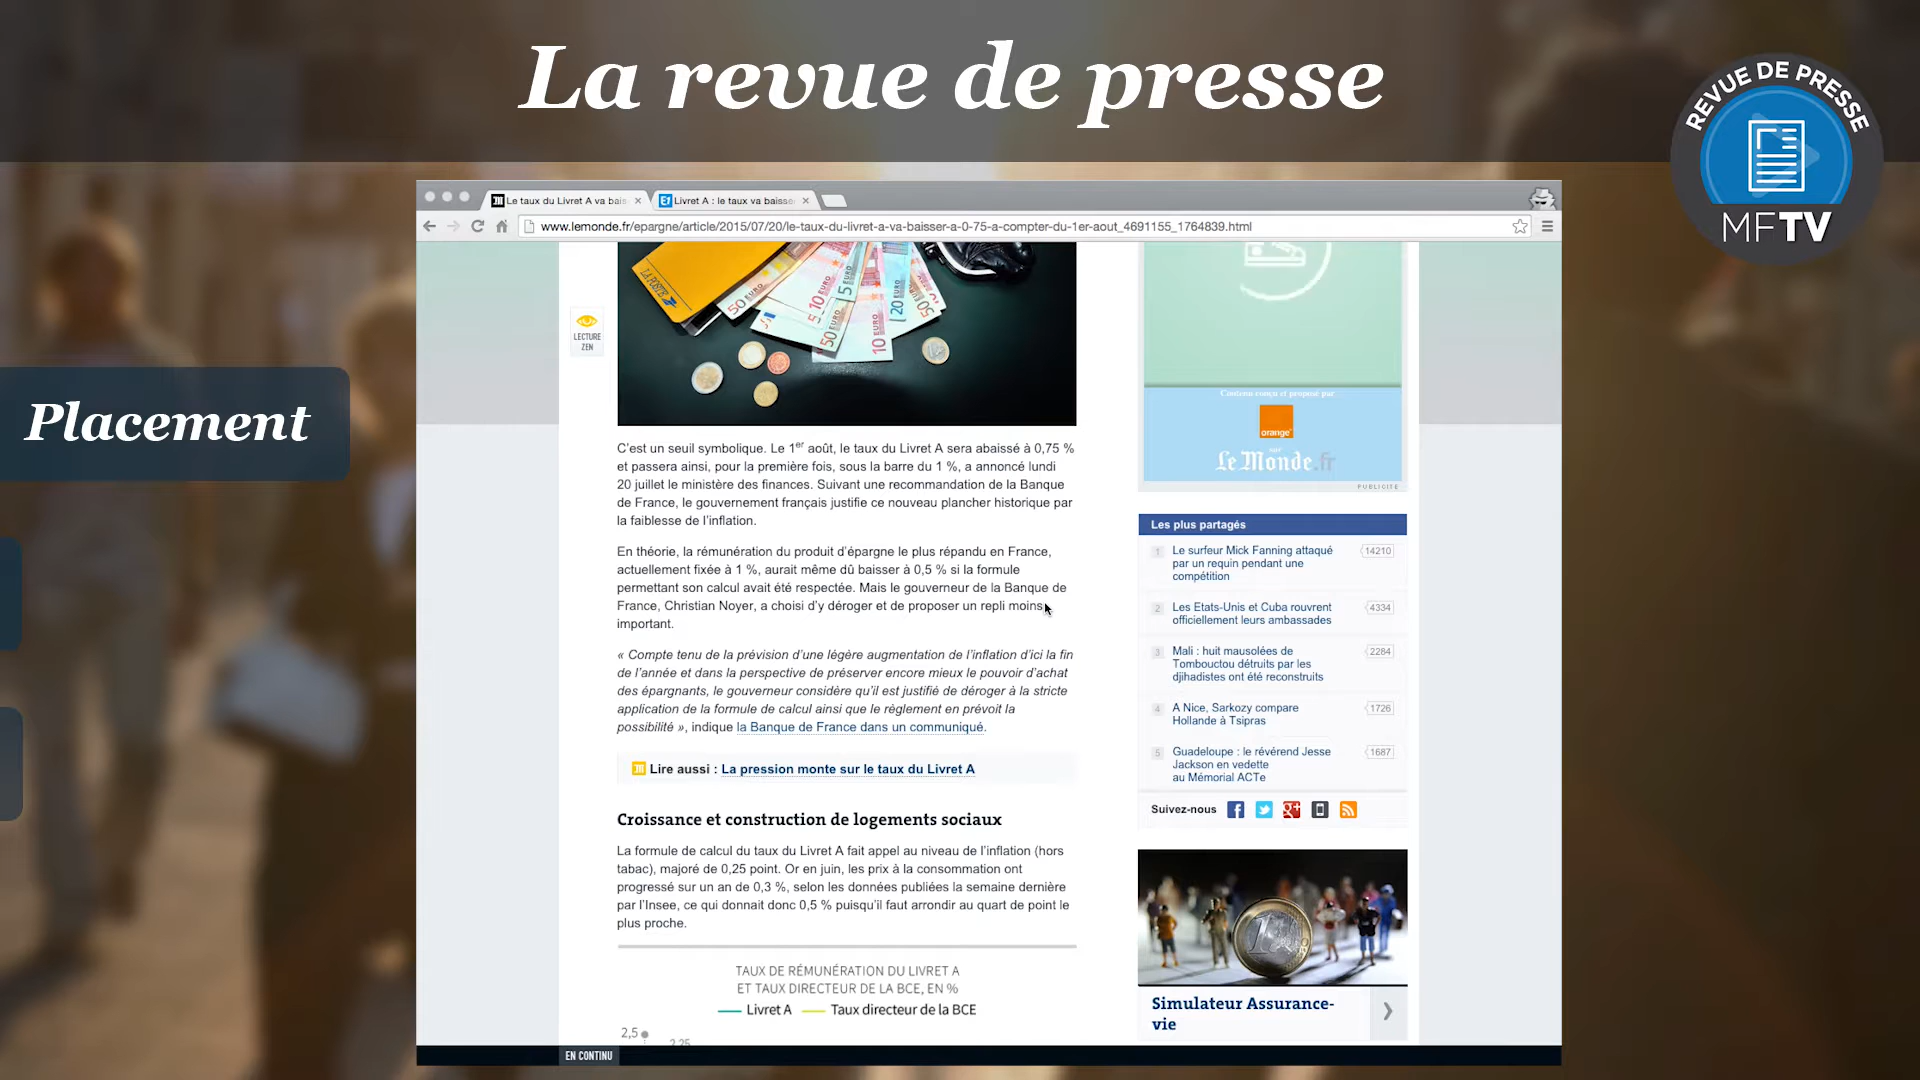 La revue de presse
REVUE DE PRESSE
MFTV
Placement
Le taux du Livret A va bais
Livret A : le taux va baisse
www.lemonde.fr/epargne/article/2015/07/20/le-taux-du-livret-a-va-baisser-a-0-75-a-compter-du-1er-aout_4691155_1764839.html
LECTURE
ZEN
C'est un seuil symbolique. Le 1er août, le taux du Livret A sera abaissé à 0,75 %
et passera ainsi, pour la première fois, sous la barre du 1 %, a annoncé lundi
20 juillet le ministère des finances. Suivant une recommandation de la Banque
de France, le gouvernement français justifie ce nouveau plancher historique par
la faiblesse de l'inflation.
En théorie, la rémunération du produit d'épargne le plus répandu en France,
actuellement fixée à 1 %, aurait même dû baisser à 0,5 % si la formule
permettant son calcul avait été respectée. Mais le gouverneur de la Banque de
France, Christian Noyer, a choisi d'y déroger et de proposer un repli moins
important.
« Compte tenu de la prévision d'une légère augmentation de l'inflation d'ici la fin
de l'année et dans la perspective de préserver encore mieux le pouvoir d'achat
des épargnants, le gouverneur considère qu'il est justifié de déroger à la stricte
application de la formule de calcul ainsi que le règlement en prévoit la
possibilité », indique la Banque de France dans un communiqué.
Lire aussi : La pression monte sur le taux du Livret A
Croissance et construction de logements sociaux
La formule de calcul du taux du Livret A fait appel au niveau de l'inflation (hors
tabac), majoré de 0,25 point. Or en juin, les prix à la consommation ont
progressé sur un an de 0,3 %, selon les données publiées la semaine dernière
par l'Insee, ce qui donnait donc 0,5 % puisqu'il faut arrondir au quart de point le
plus proche.
TAUX DE RÉMUNÉRATION DU LIVRET A
ET TAUX DIRECTEUR DE LA BCE, EN %
Livret A Taux directeur de la BCE
2,5
2,25
EN CONTINU
Contenu conçu et proposé par
orange
sur
Le Monde.fr
PUBLICITÉ
Les plus partagés
1 Le surfeur Mick Fanning attaqué 14210
par un requin pendant une
compétition
2 Les Etats-Unis et Cuba rouvrent 4334
officiellement leurs ambassades
3 Mali : huit mausolées de 2284
Tombouctou détruits par les
djihadistes ont été reconstruits
4 A Nice, Sarkozy compare 1726
Hollande à Tsipras
5 Guadeloupe : le révérend Jesse 1687
Jackson en vedette
au Mémorial ACTe
Suivez-nous
Simulateur Assurance-
vie